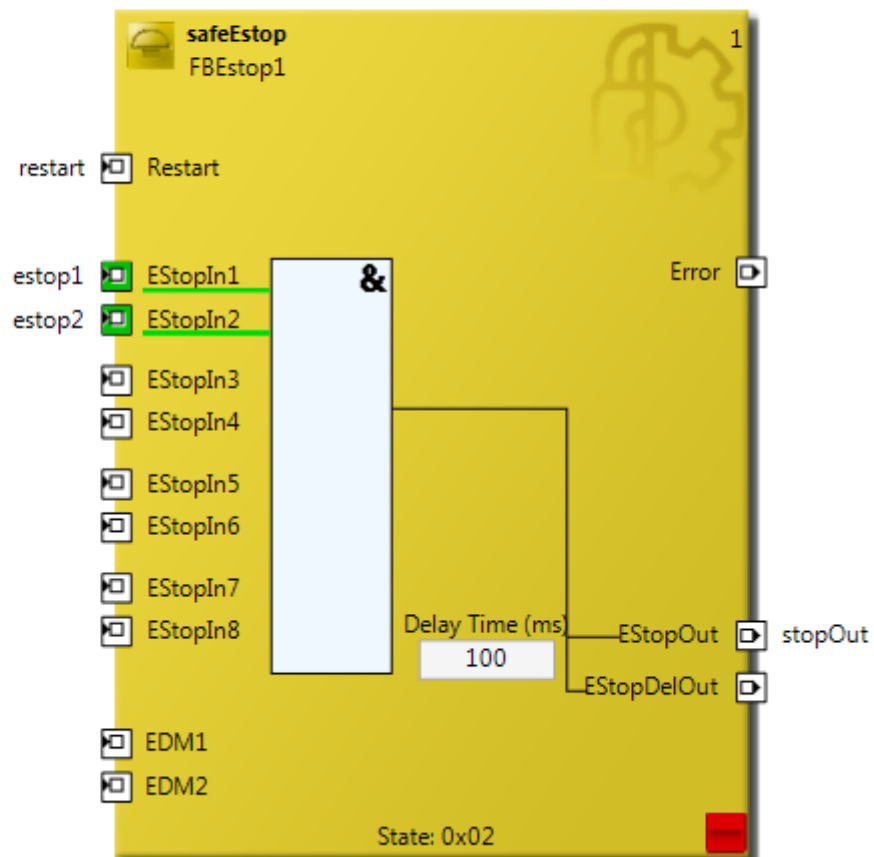 safeEstop
1
FBEstop1
restart Restart
estop1 EStopIn1 & Error
estop2 EStopIn2
EStopIn3
EStopIn4
EStopIn5
EStopIn6
EStopIn7
EStopIn8 Delay Time (ms) EStopOut stopOut
100
EStopDelOut
EDM1
EDM2
State: 0x02